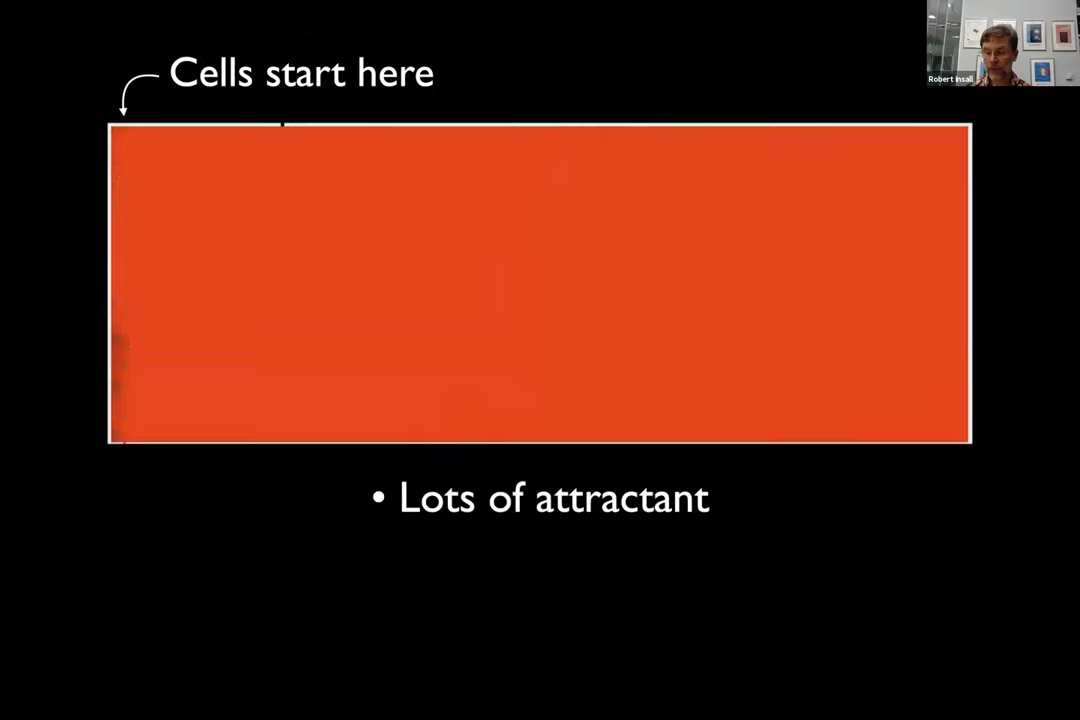 Cells start here
Robert Insall
• Lots of attractant